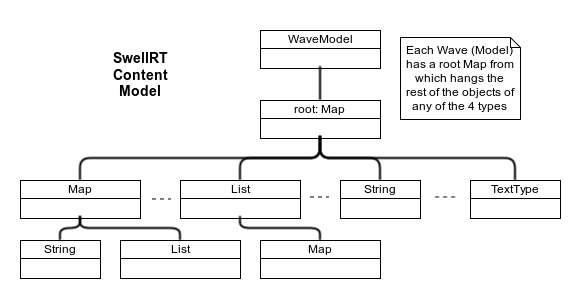 SwellRT
Content
Model
WaveModel
Each Wave (Model)
has a root Map from
which hangs the
rest of the objects of
any of the 4 types
root: Map
Map
List
String
TextType
String
List
Map